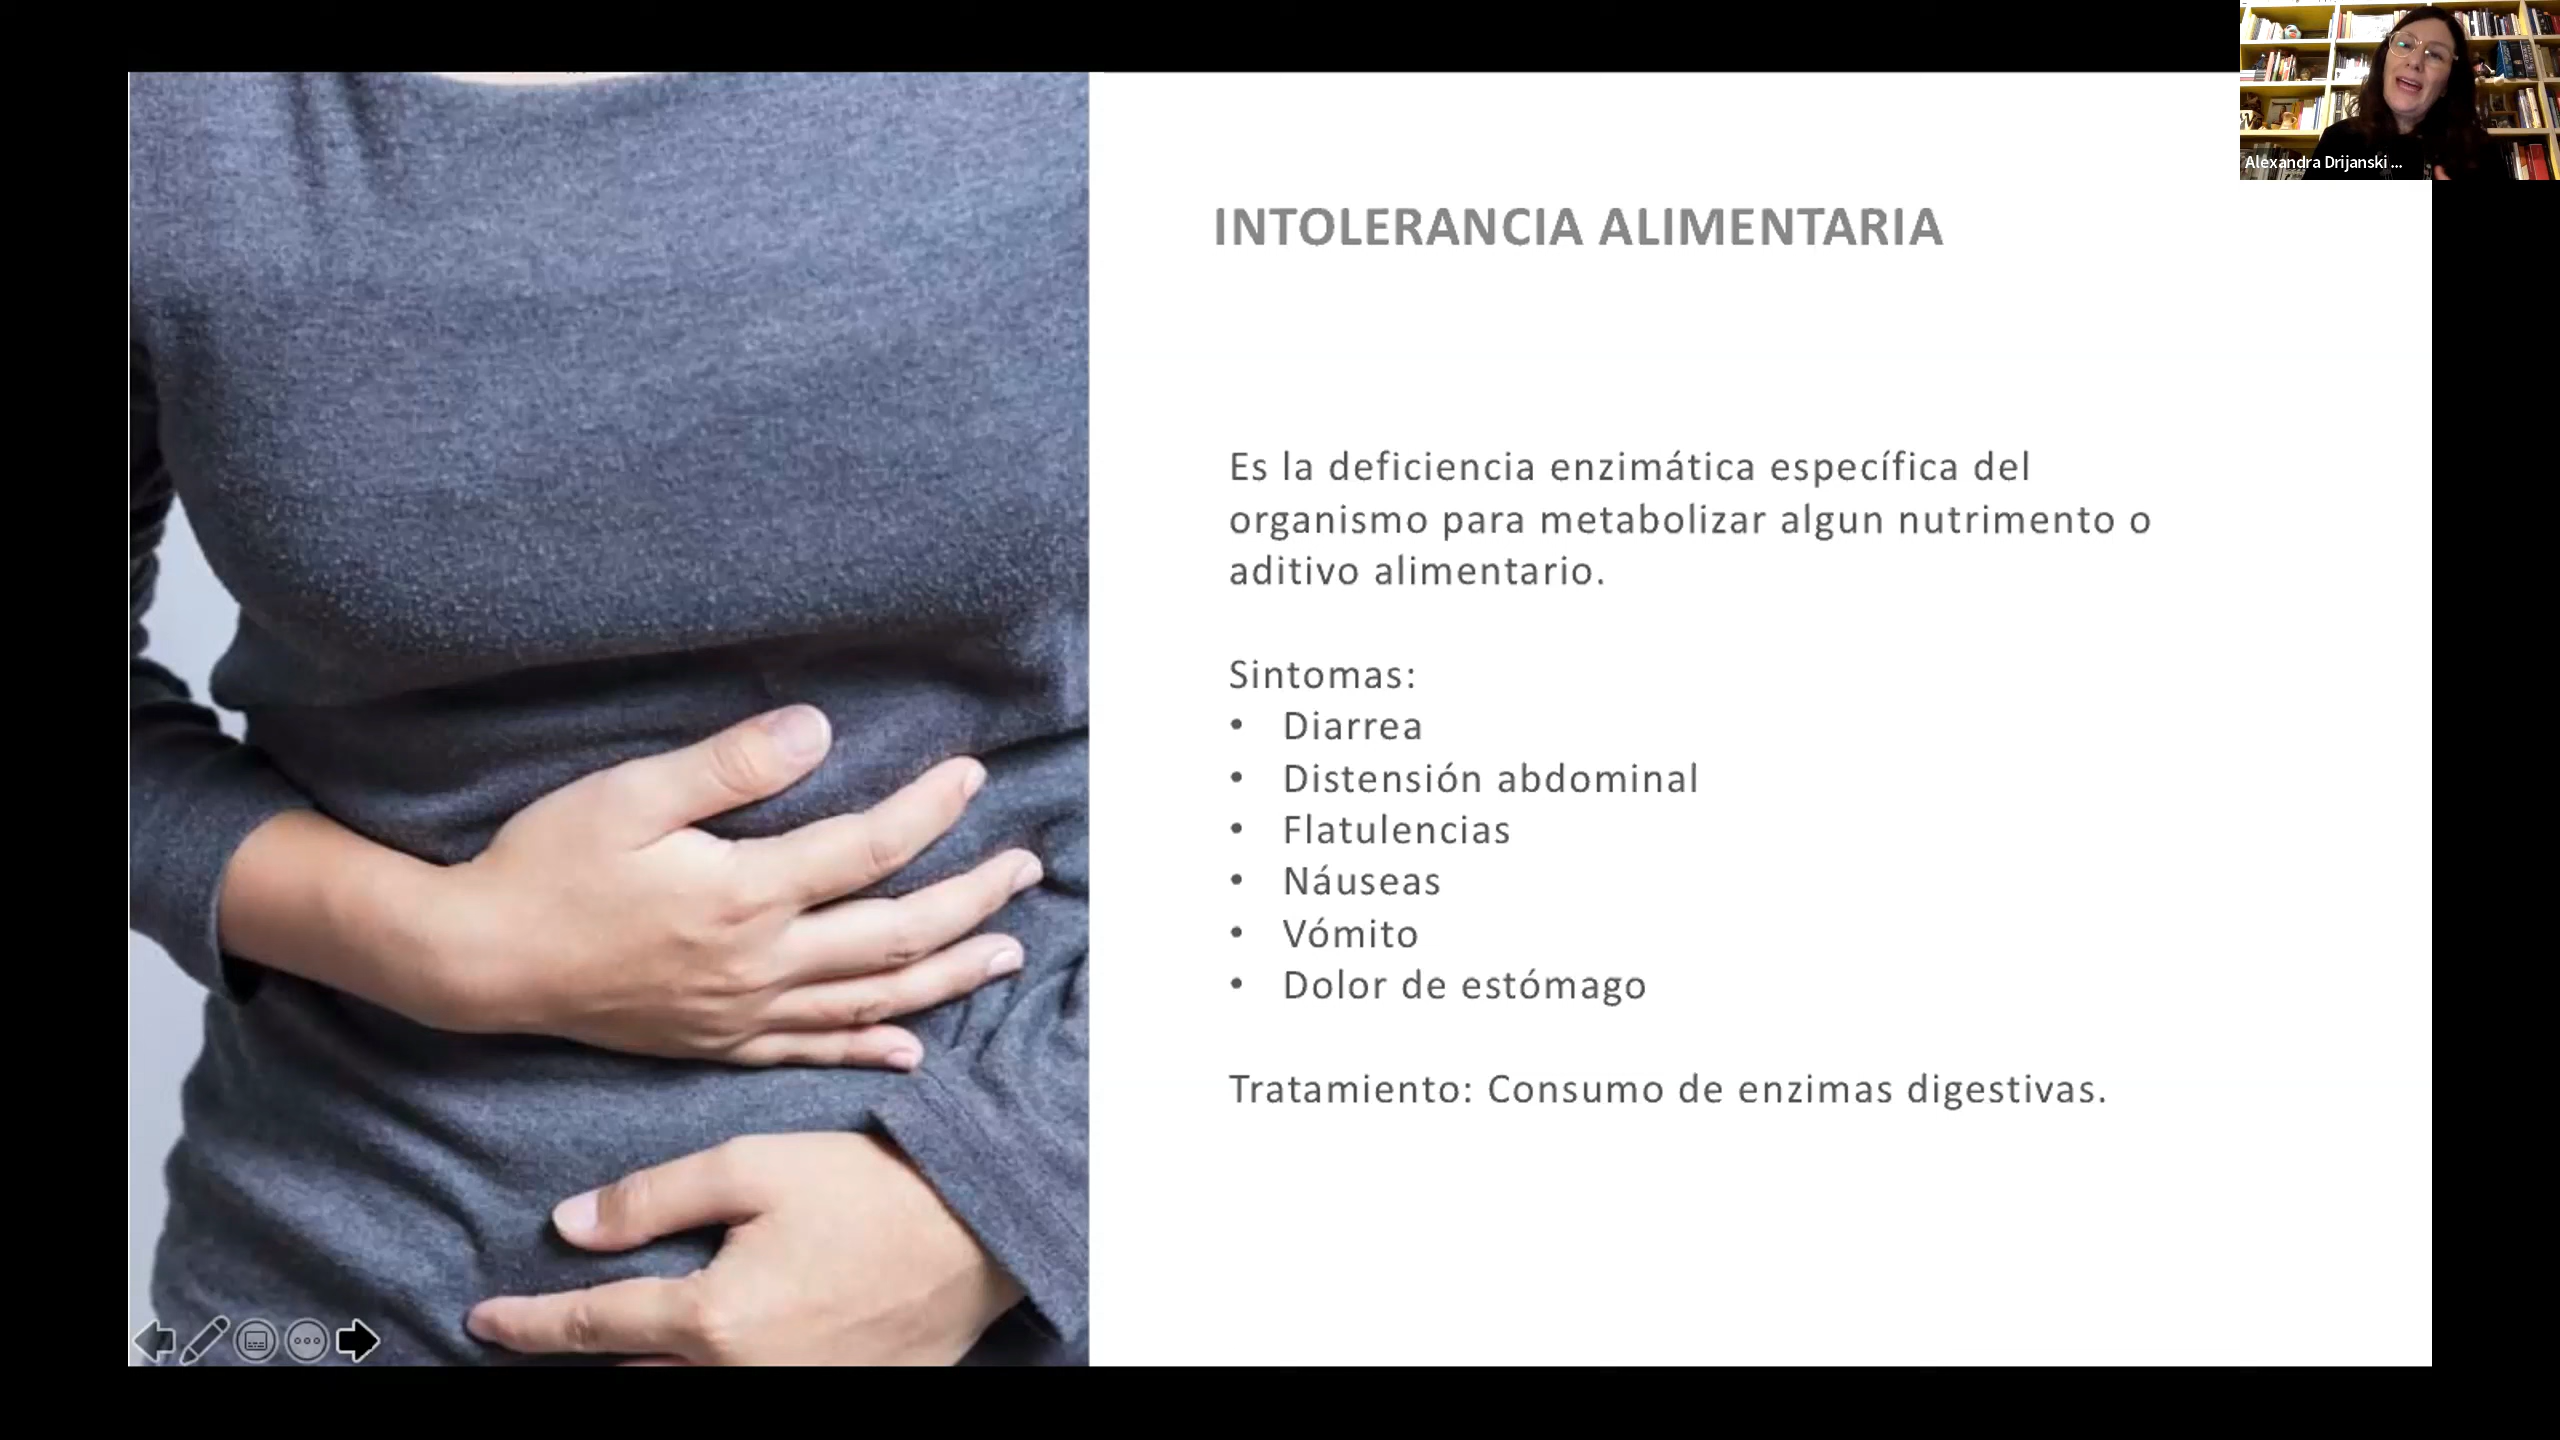 Alexandra Drijanski ...
INTOLERANCIA ALIMENTARIA
Es la deficiencia enzimática específica del
organismo para metabolizar algun nutrimento o
aditivo alimentario.
Sintomas:
• Diarrea
• Distensión abdominal
• Flatulencias
• Náuseas
• Vómito
• Dolor de estómago
Tratamiento: Consumo de enzimas digestivas.